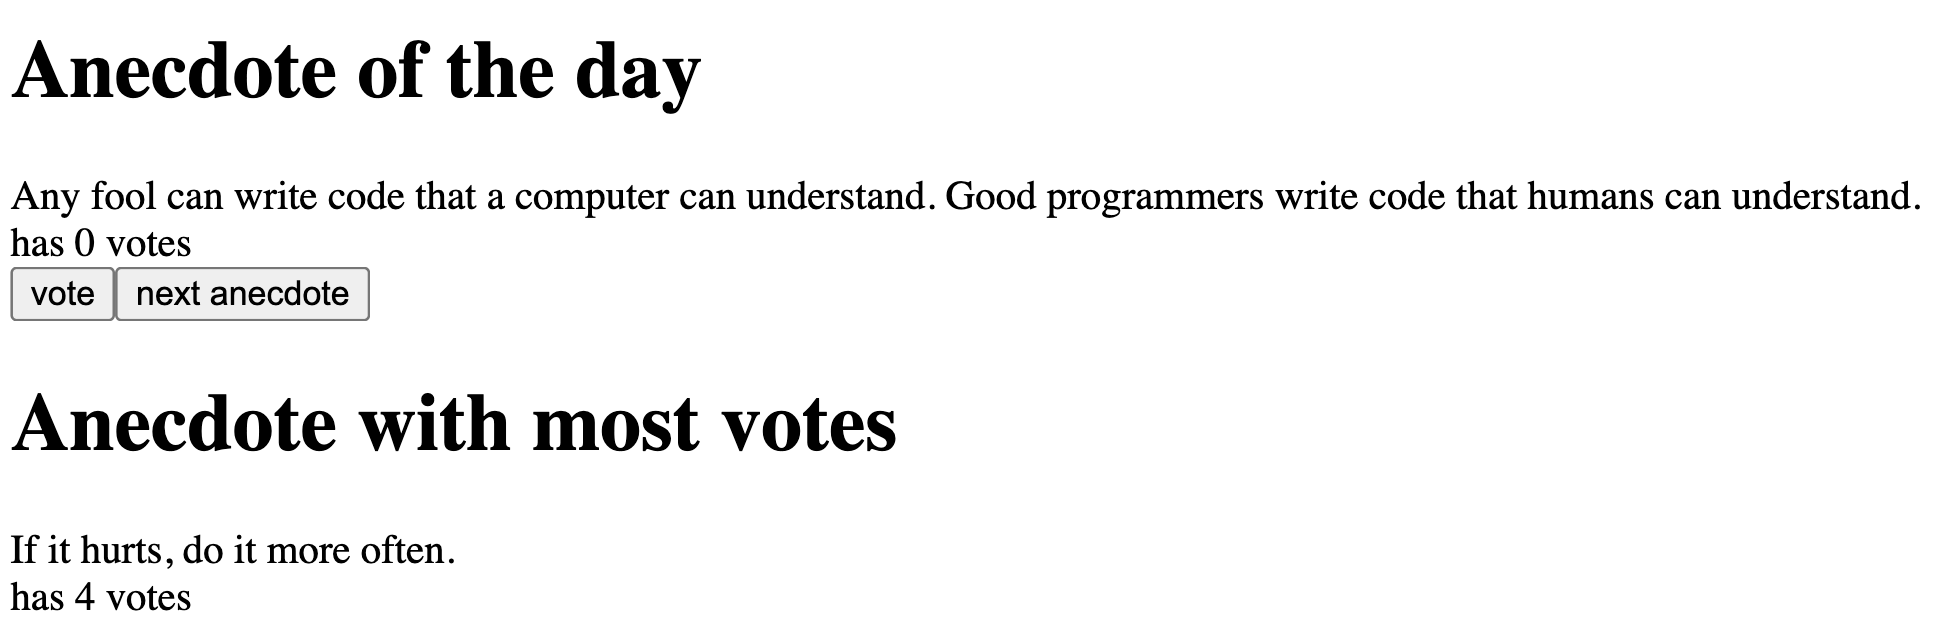 Anecdote of the day
Any fool can write code that a computer can understand. Good programmers write code that humans can understand.
has 0 votes
vote next anecdote
Anecdote with most votes
If it hurts, do it more often.
has 4 votes